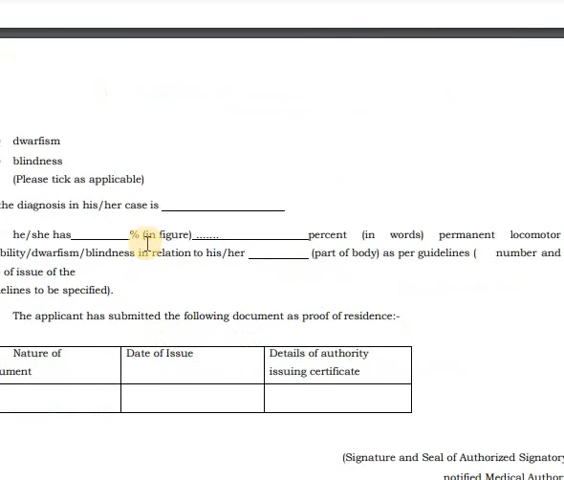 dwarfism
blindness
(Please tick as applicable)
the diagnosis in his/her case is ____________________
he/she has__________% (in figure) ........______________percent (in words) permanent locomotor
bility/dwarfism/blindness in relation to his/her __________ (part of body) as per guidelines ( number and
of issue of the
elines to be specified).
The applicant has submitted the following document as proof of residence:-
Nature of Date of Issue Details of authority
ument issuing certificate
(Signature and Seal of Authorized Signatory
notified Medical Author